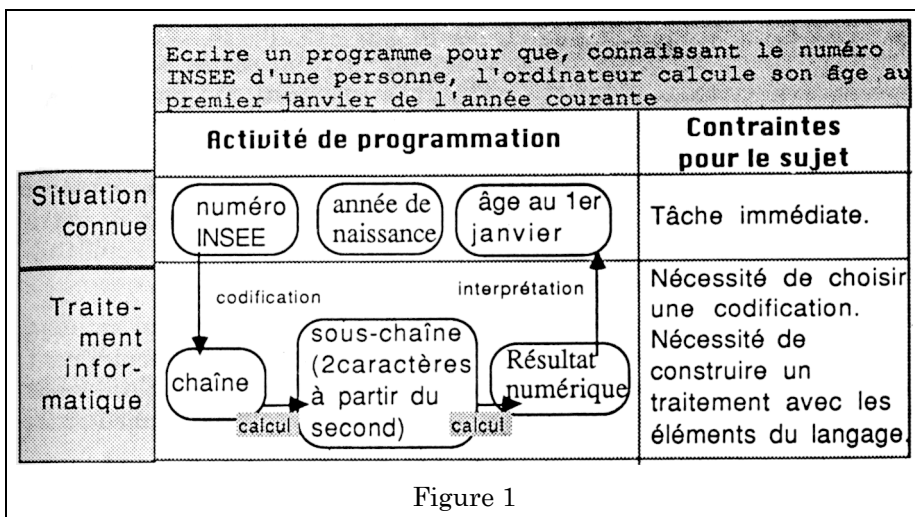 Ecrire un programme pour que, connaissant le numéro
INSEE d'une personne, l'ordinateur calcule son âge au
premier janvier de l'année courante
Activité de programmation
Contraintes
pour le sujet
Situation
connue
numéro
INSEE
année de
naissance
âge au 1er
janvier
Tâche immédiate.
Traite-
ment
infor-
matique
codification
interprétation
chaîne
calcul
sous-chaîne
(2caractères
à partir du
second)
calcul
Résultat
numérique
Nécessité de choisir
une codification.
Nécessité de
construire un
traitement avec les
éléments du langage.
Figure 1